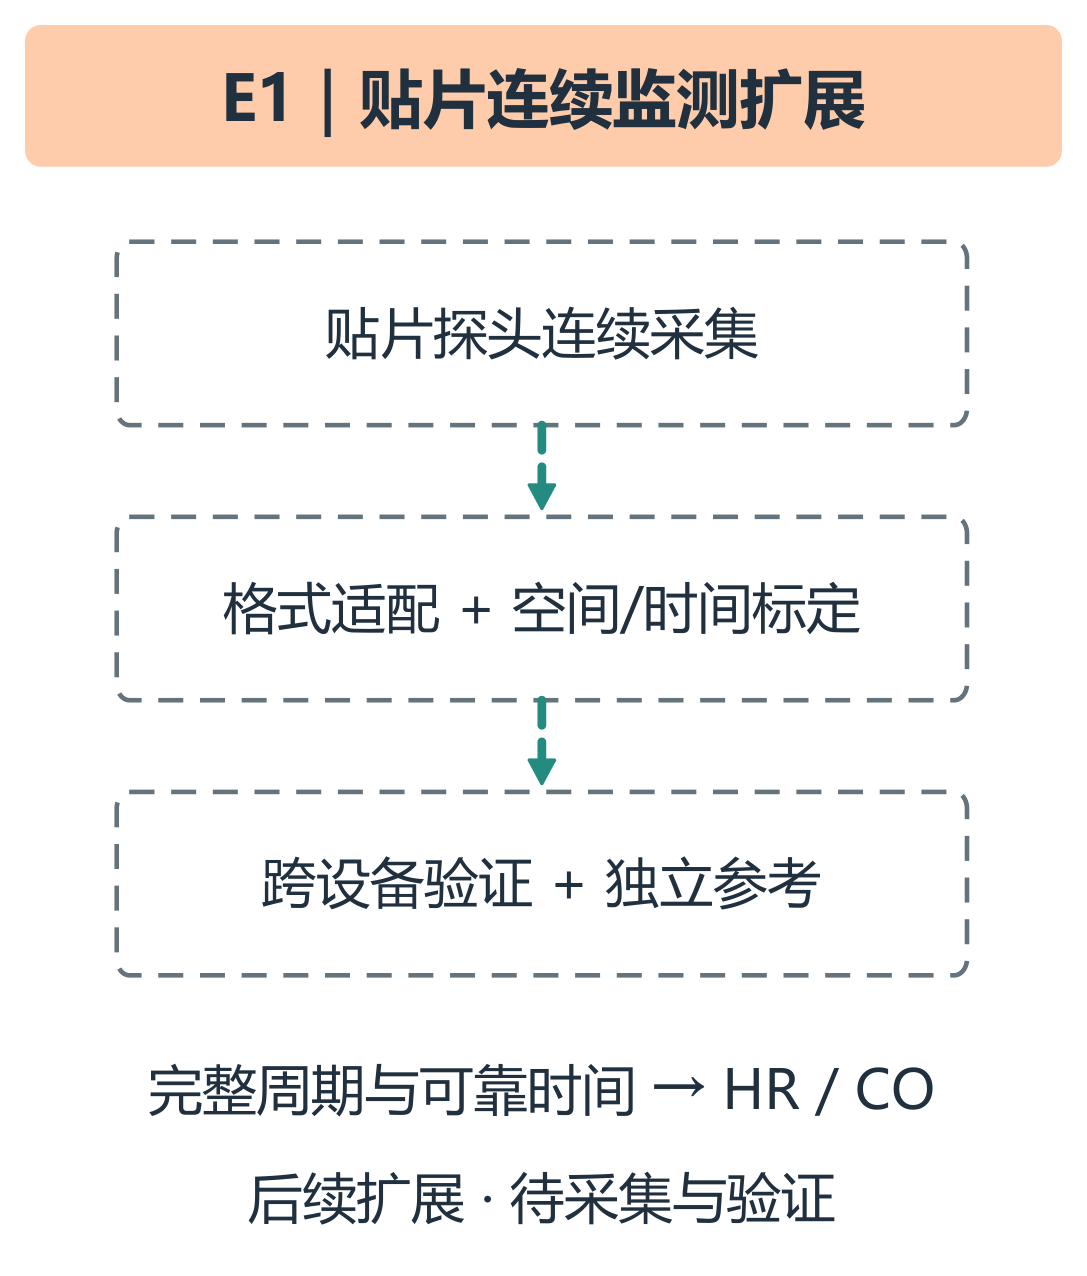 E1｜贴片连续监测扩展
贴片探头连续采集
格式适配 + 空间/时间标定
跨设备验证 + 独立参考
完整周期与可靠时间 → HR / CO
后续扩展 · 待采集与验证